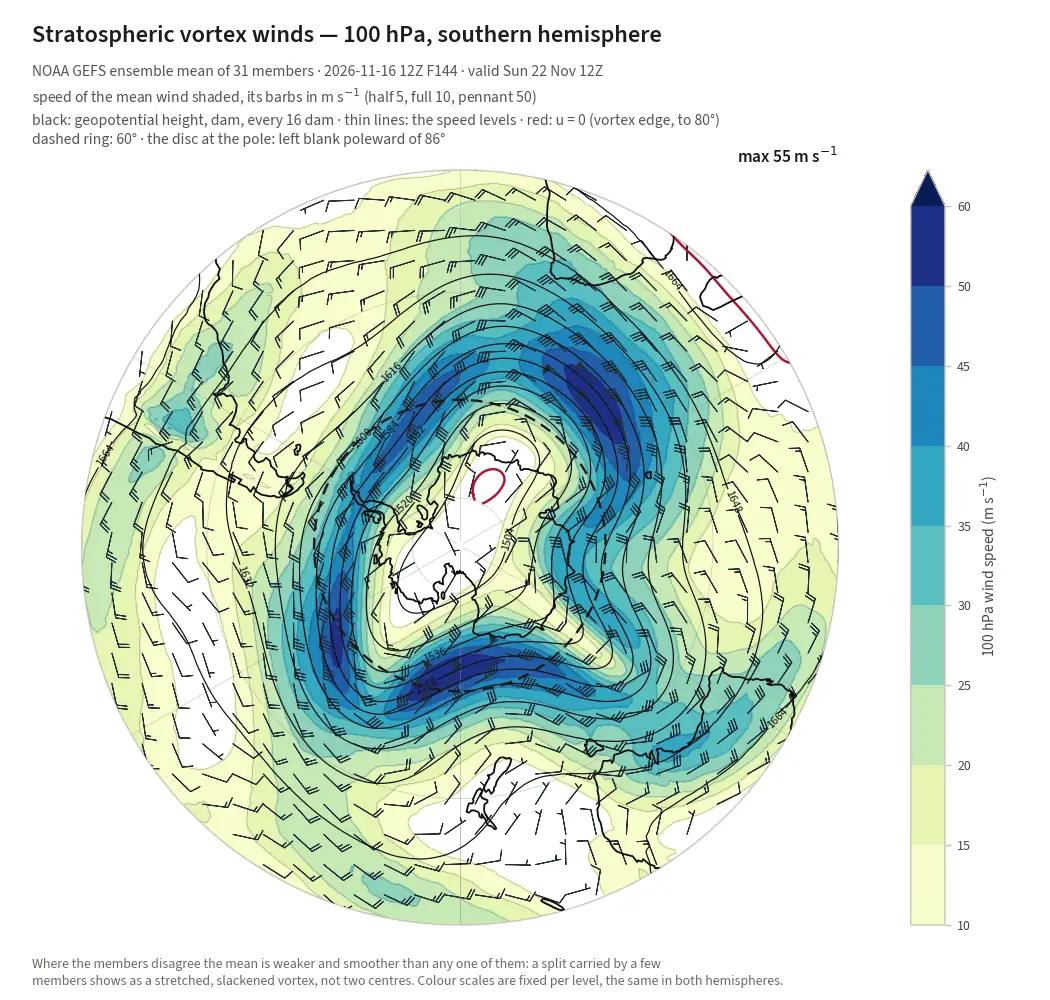 Stratospheric vortex winds — 100 hPa, southern hemisphere
NOAA GEFS ensemble mean of 31 members · 2026-11-16 12Z F144 · valid Sun 22 Nov 12Z
speed of the mean wind shaded, its barbs in m s⁻¹ (half 5, full 10, pennant 50)
black: geopotential height, dam, every 16 dam · thin lines: the speed levels · red: u = 0 (vortex edge, to 80°)
dashed ring: 60° · the disc at the pole: left blank poleward of 86°
max 55 m s⁻¹
60
50
45
40
35
30
25
20
15
10
100 hPa wind speed (m s⁻¹)
1664
1616
1600
1584
1552
1664
1520
1648
1504
1632
1536
1664
Where the members disagree the mean is weaker and smoother than any one of them: a split carried by a few
members shows as a stretched, slackened vortex, not two centres. Colour scales are fixed per level, the same in both hemispheres.